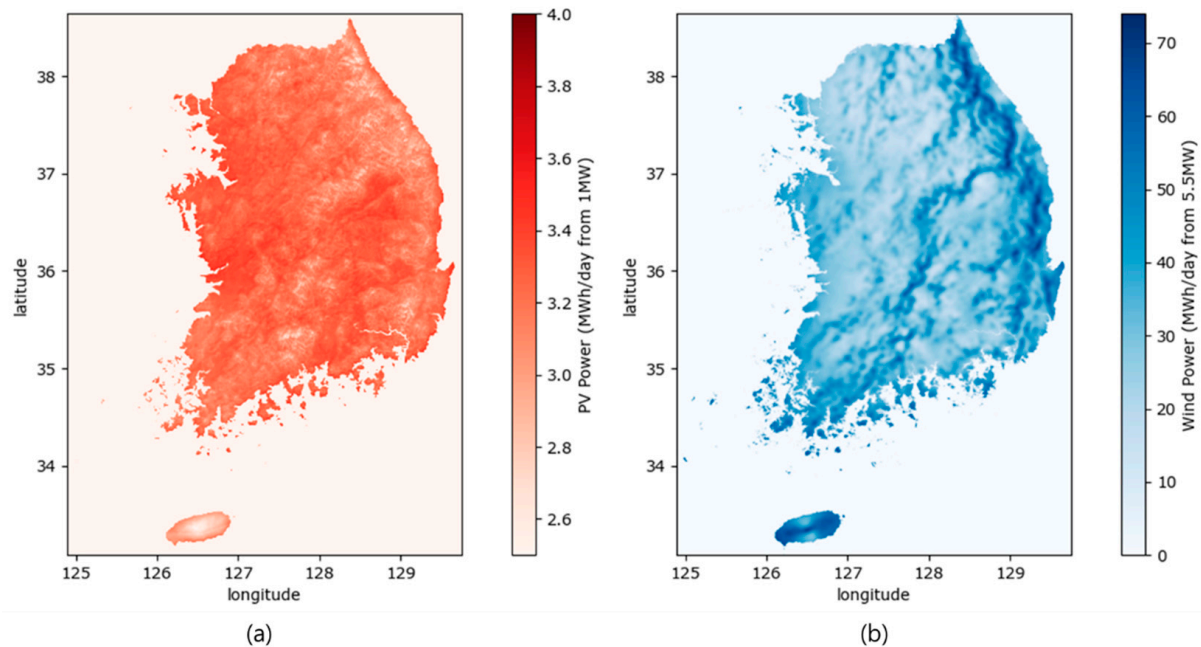 38
37
36
35
34
latitude
125 126 127 128 129
longitude
4.0
3.8
3.6
3.4
3.2
3.0
2.8
2.6
PV Power (MWh/day from 1MW)
(a)
38
37
36
35
34
latitude
125 126 127 128 129
longitude
70
60
50
40
30
20
10
0
Wind Power (MWh/day from 5.5MW)
(b)